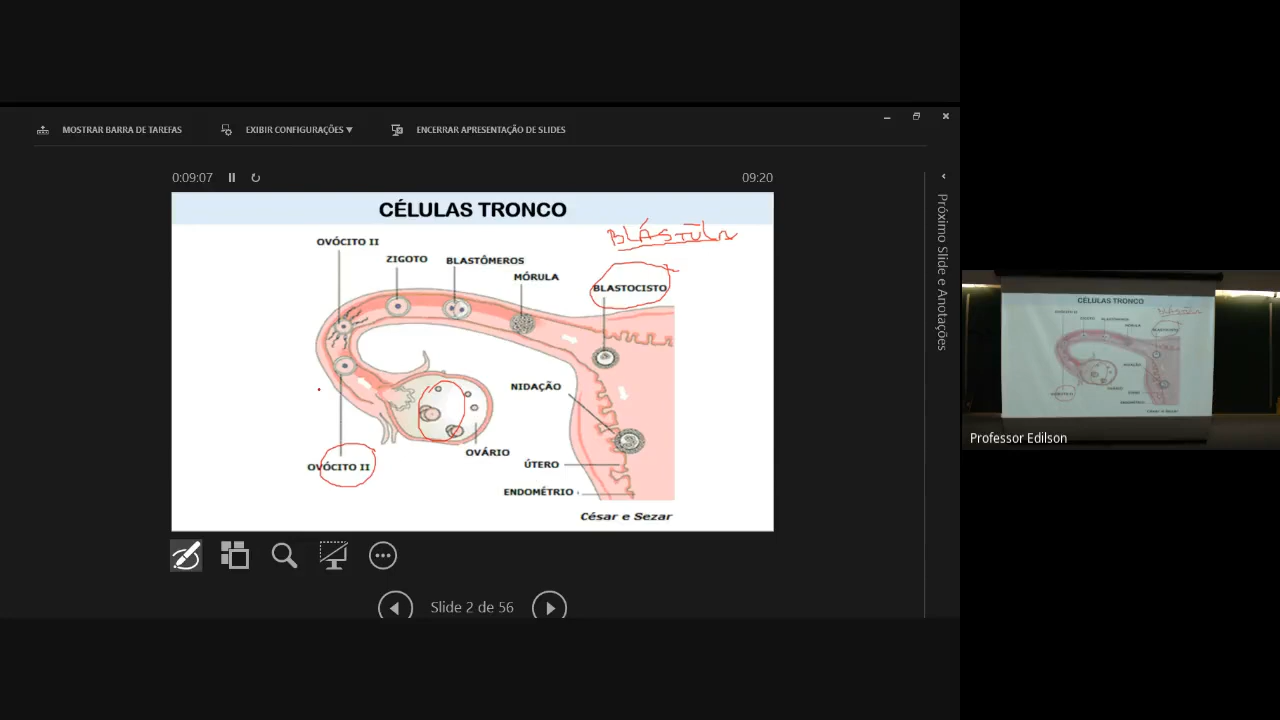 MOSTRAR BARRA DE TAREFAS
EXIBIR CONFIGURAÇÕES ▾
ENCERRAR APRESENTAÇÃO DE SLIDES
0:09:07
09:20
Próximo Slide e Anotações
CÉLULAS TRONCO
BLÁSTULA
OVÓCITO II
ZIGOTO
BLASTÔMEROS
MÓRULA
BLASTOCISTO
NIDAÇÃO
OVÁRIO
OVÓCITO II
ÚTERO
ENDOMÉTRIO
César e Sezar
Slide 2 de 56
CÉLULAS TRONCO
Professor Edilson